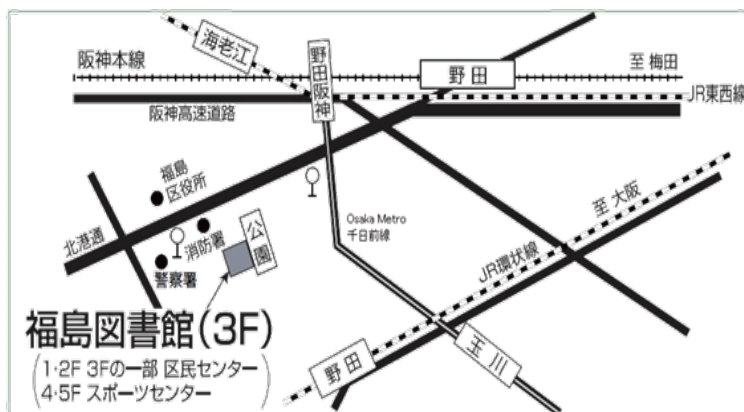 海老江
阪神本線
野田阪神
野田
至 梅田
阪神高速道路
JR東西線
福島
区役所
北港通
消防署
公園
警察署
Osaka Metro
千日前線
至 大阪
JR環状線
福島図書館(3F)
(1・2F 3Fの一部 区民センター
4・5F スポーツセンター)
野田
玉川